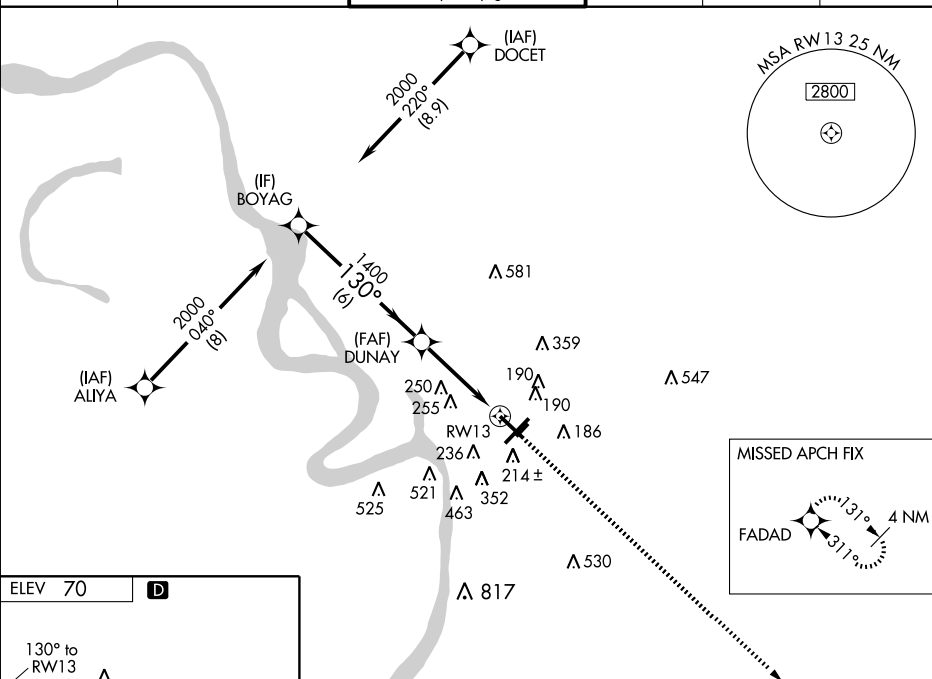 (IAF)
DOCET
2000
220°
(8.9)
MSA RW13 25 NM
2800
(IF)
BOYAG
1400
130°
(6)
581
2000
040°
(8)
(IAF)
ALIYA
(FAF)
DUNAY
359
547
190
190
250
255
RW13
186
236
214 ±
521
352
525
463
530
817
MISSED APCH FIX
FADAD
131°
311°
4 NM
ELEV 70
D
130° to
RW13